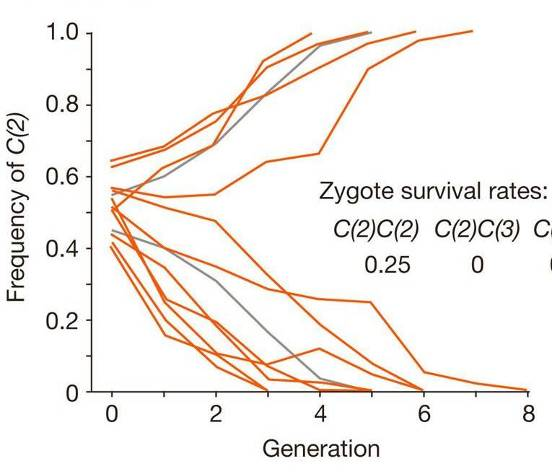 Frequency of C(2)
1.0
0.8
0.6
0.4
0.2
0
Zygote survival rates:
C(2)C(2) C(2)C(3)
0.25 0
0 2 4 6 8
Generation